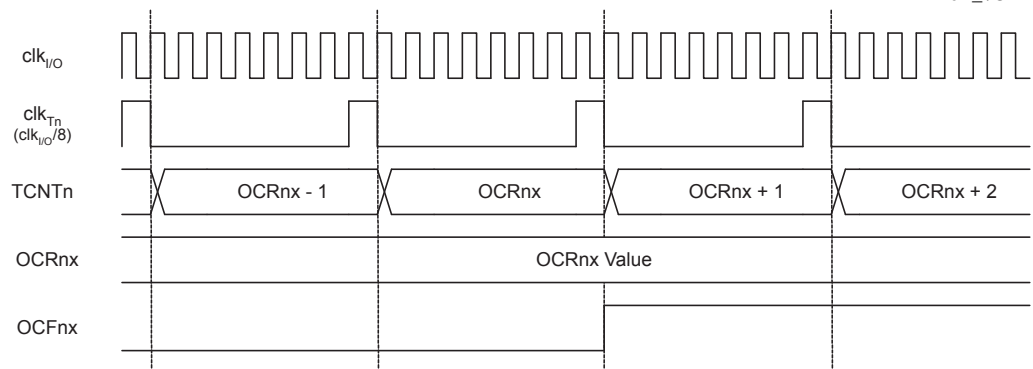 clkI/O
clkTn
(clkI/O/8)
TCNTn
OCRnx - 1
OCRnx
OCRnx + 1
OCRnx + 2
OCRnx
OCRnx Value
OCFnx